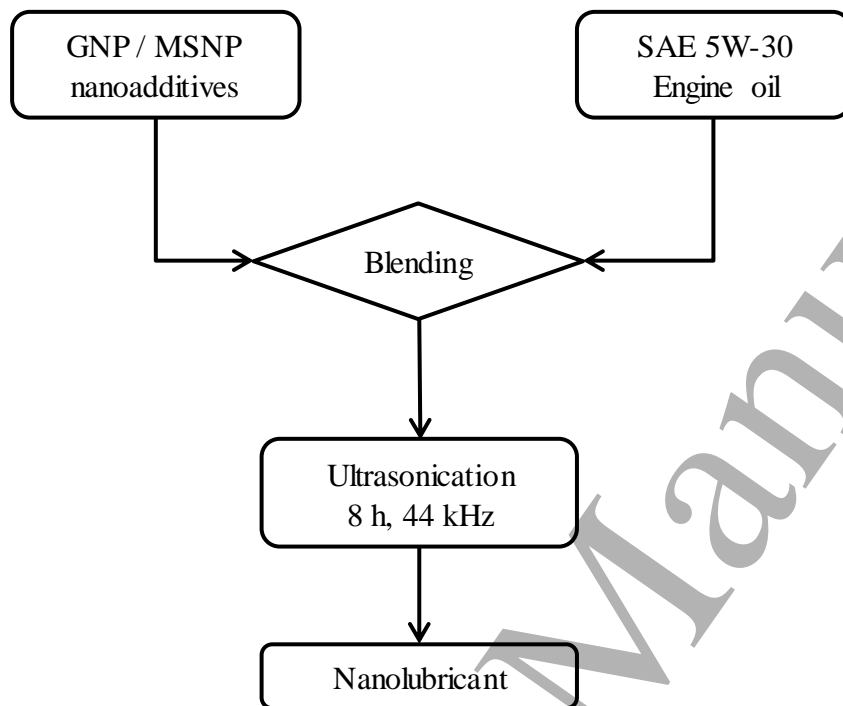 GNP / MSNP
nanoadditives
SAE 5W-30
Engine oil
Blending
Ultrasonication
8 h, 44 kHz
Nanolubricant